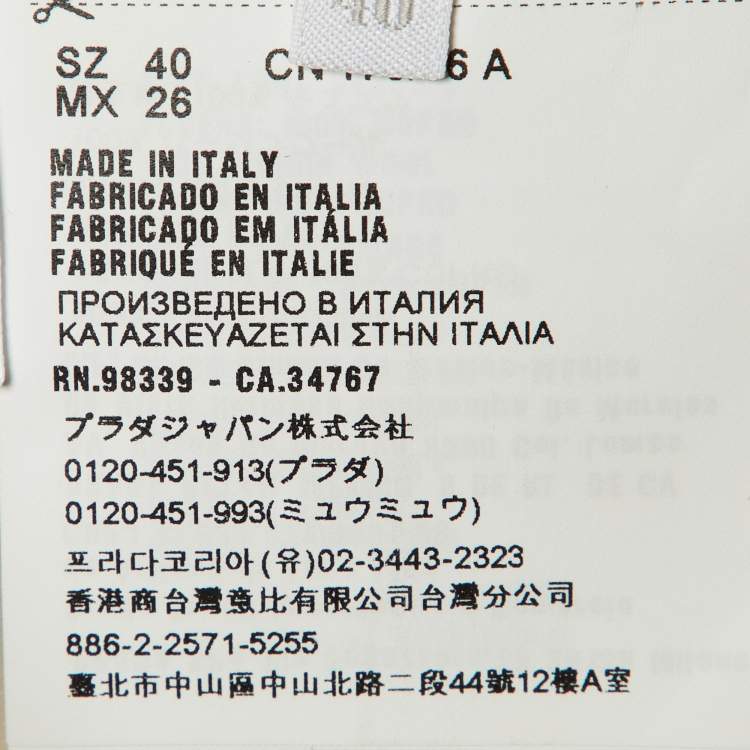 40
SZ 40 CN 6 A
MX 26
MADE IN ITALY
FABRICADO EN ITALIA
FABRICADO EM ITÁLIA
FABRIQUÉ EN ITALIE
ПРОИЗВЕДЕНО В ИТАЛИЯ
ΚΑΤΑΣΚΕΥΑΖΕΤΑΙ ΣΤΗΝ ΙΤΑΛΙΑ
RN.98339 - CA.34767
プラダジャパン株式会社
0120-451-913(プラダ)
0120-451-993(ミュウミュウ)
프라다코리아(유)02-3443-2323
香港商台灣意比有限公司台灣分公司
886-2-2571-5255
臺北市中山區中山北路二段44號12樓A室